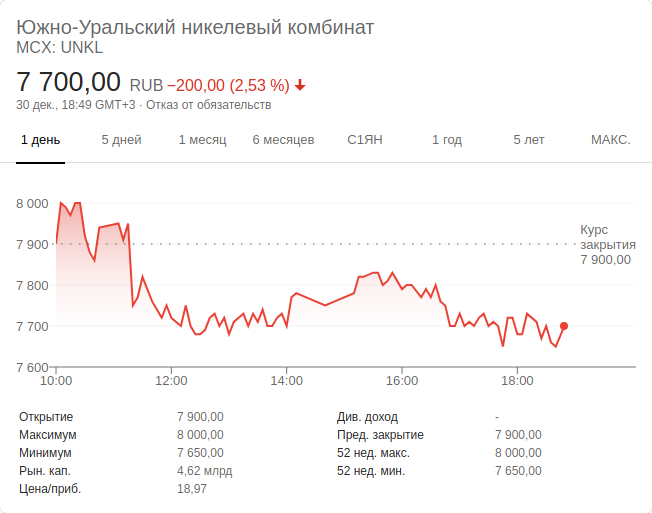 Южно-Уральский никелевый комбинат
MCX: UNKL
7 700,00 RUB −200,00 (2,53 %)
30 дек., 18:49 GMT+3 · Отказ от обязательств
1 день 5 дней 1 месяц 6 месяцев С1ЯН 1 год 5 лет МАКС.
8 000
7 900
7 800
7 700
7 600
Курс
закрытия
7 900,00
10:00 12:00 14:00 16:00 18:00
Открытие 7 900,00 Див. доход -
Максимум 8 000,00 Пред. закрытие 7 900,00
Минимум 7 650,00 52 нед. макс. 8 000,00
Рын. кап. 4,62 млрд 52 нед. мин. 7 650,00
Цена/приб. 18,97